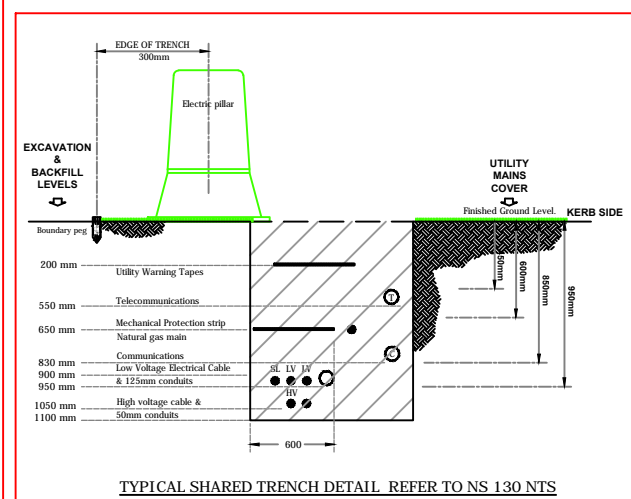 EDGE OF TRENCH
300mm
Electric pillar
EXCAVATION
&
BACKFILL
LEVELS
UTILITY
MAINS
COVER
Finished Ground Level.
KERB SIDE
Boundary peg
200 mm
Utility Warning Tapes
550 mm
Telecommunications
T
650 mm
Mechanical Protection strip
Natural gas main
830 mm
Communications
C
900 mm
Low Voltage Electrical Cable
950 mm
& 125mm conduits
SL LV LV
HV
1050 mm
High voltage cable &
1100 mm
50mm conduits
600
600mm
850mm
950mm
TYPICAL SHARED TRENCH DETAIL REFER TO NS 130 NTS